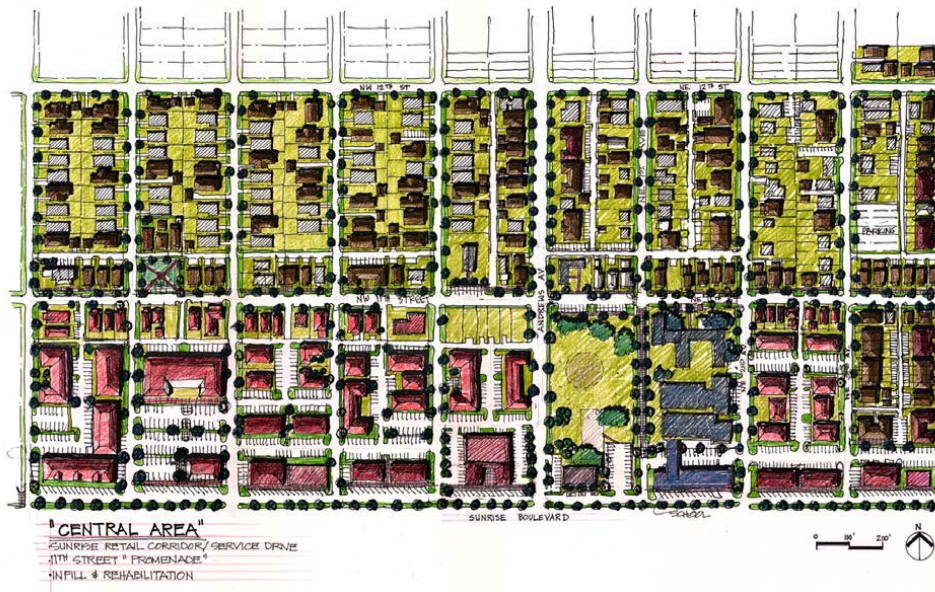 NW 12TH ST
NE 12TH ST
PARKING
NW 11TH STREET
ANDREWS AV
SUNRISE BOULEVARD
SCHOOL
"CENTRAL AREA"
•SUNRISE RETAIL CORRIDOR/SERVICE DRIVE
•11TH STREET "PROMENADE"
•INFILL & REHABILITATION
0 100' 200'
N